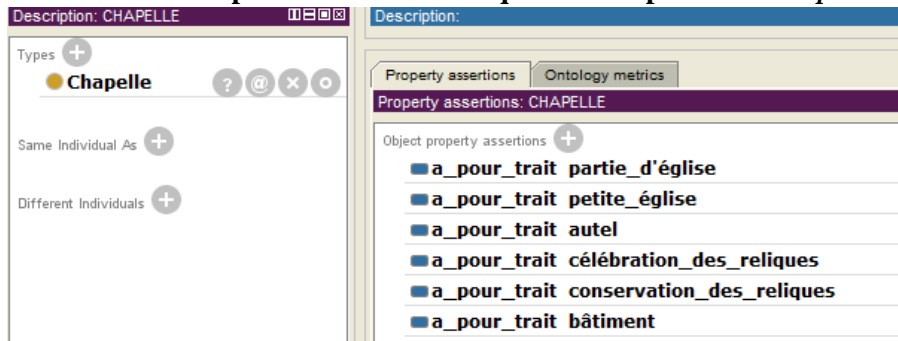 Description: CHAPELLE
Types
Chapelle
Same Individual As
Different Individuals
Description:
Property assertions
Ontology metrics
Property assertions: CHAPELLE
Object property assertions
a_pour_trait partie_d'église
a_pour_trait petite_église
a_pour_trait autel
a_pour_trait célébration_des_reliques
a_pour_trait conservation_des_reliques
a_pour_trait bâtiment